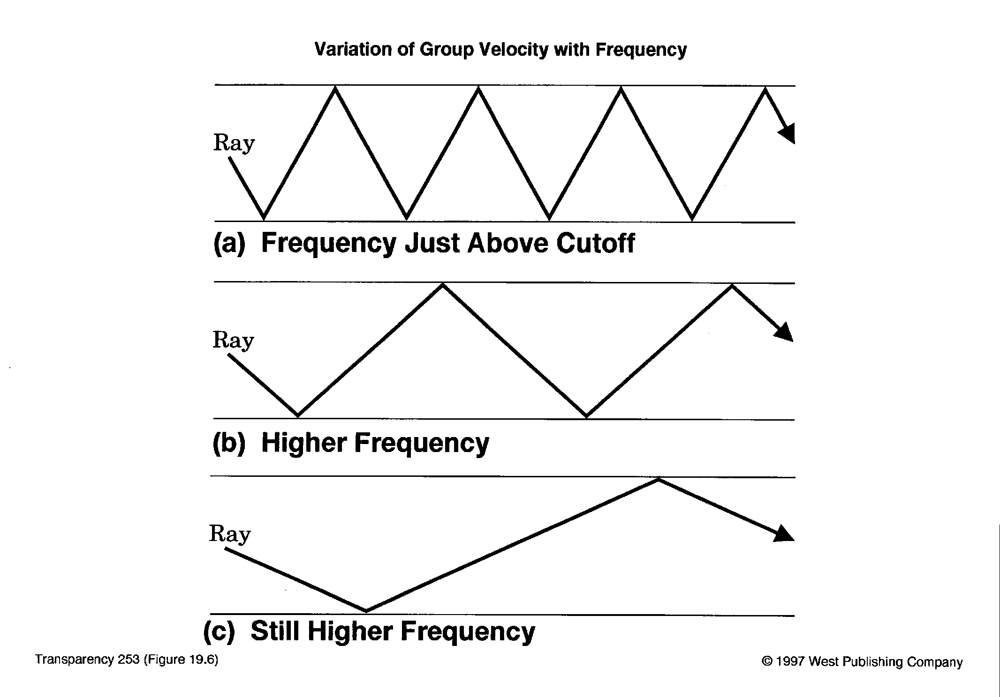 Variation of Group Velocity with Frequency
Ray
(a) Frequency Just Above Cutoff
Ray
(b) Higher Frequency
Ray
(c) Still Higher Frequency
Transparency 253 (Figure 19.6)
© 1997 West Publishing Company